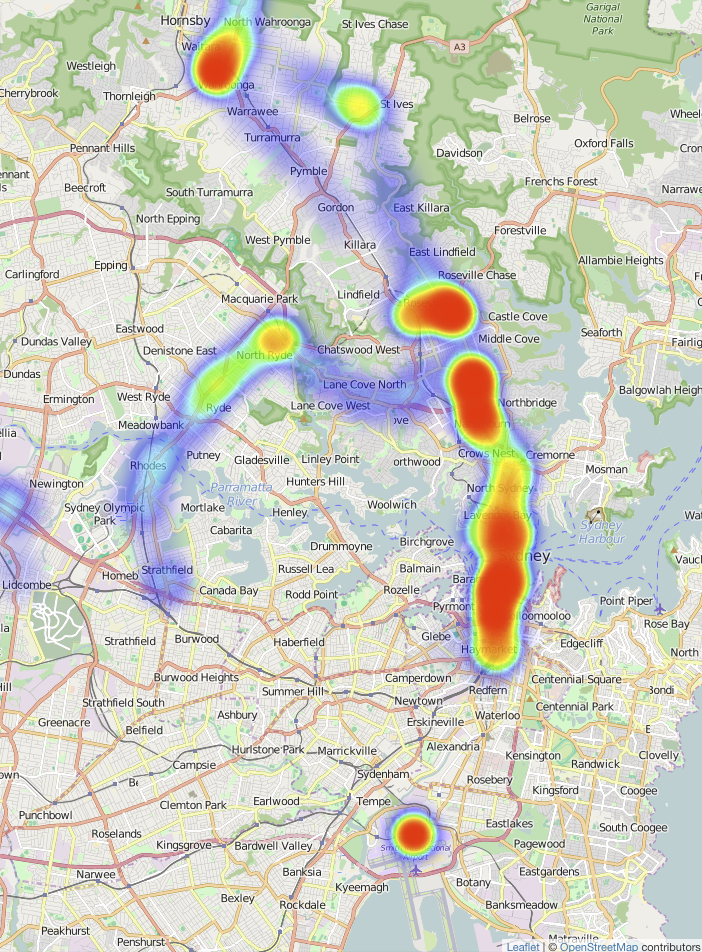 Hornsby
North Wahroonga
St Ives Chase
Garigal
National
Park
A3
Westleigh
Cherrybrook
Thornleigh
Warrawee
St Ives
Belrose
Oxford Falls
Turramurra
Pennant Hills
Davidson
Beecroft
Pymble
Frenchs Forest
South Turramurra
Gordon
East Killara
North Epping
Forestville
West Pymble
Killara
East Lindfield
Allambie Heights
Epping
Carlingford
Roseville Chase
Macquarie Park
Lindfield
Castle Cove
Eastwood
Seaforth
Dundas Valley
Denistone East
North Ryde
Chatswood West
Middle Cove
Dundas
Lane Cove North
Balgowlah
Ermington
West Ryde
Ryde
Lane Cove West
Northbridge
Meadowbank
Crows Nest
Cremorne
Rhodes
Putney
Gladesville
Linley Point
Mosman
Newington
Hunters Hill
North Sydney
Parramatta
River
Woolwich
Sydney Olympic
Park
Mortlake
Henley
Sydney
Harbour
Cabarita
Birchgrove
Drummoyne
Balmain
Lidcombe
Strathfield
Russell Lea
Canada Bay
Rodd Point
Rozelle
Point Piper
Pyrmont
Rose Bay
Strathfield
Burwood
Haberfield
Glebe
Haymarket
Edgecliff
Burwood Heights
Camperdown
Centennial Square
Summer Hill
Redfern
Strathfield South
Newtown
Centennial Park
Greenacre
Ashbury
Erskineville
Waterloo
Belfield
Hurlstone Park
Marrickville
Alexandria
Kensington
Clovelly
Campsie
Sydenham
Randwick
Rosebery
Kingsford
Coogee
Punchbowl
Clemton Park
Earlwood
Tempe
Roselands
Eastlakes
South Coogee
Kingsgrove
Bardwell Valley
Pagewood
Narwee
Banksia
Eastgardens
Kyeemagh
Botany
Bexley
Rockdale
Banksmeadow
Peakhurst
Penshurst
Matraville
Leaflet | © OpenStreetMap contributors